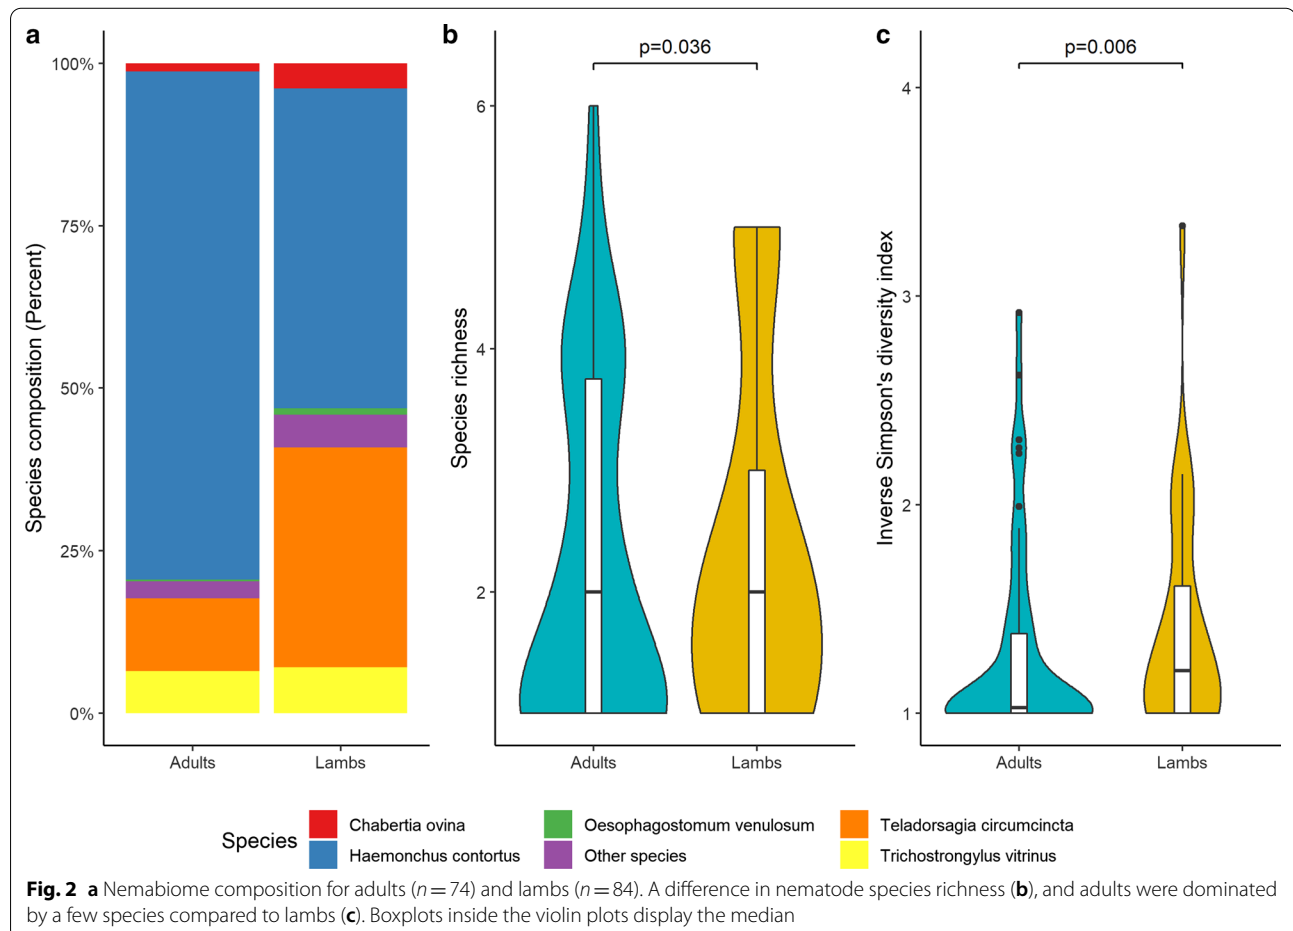 a
b
c
p=0.036
p=0.006
Species composition (Percent)
100%
75%
50%
25%
0%
Adults
Lambs
Species richness
6
4
2
Adults
Lambs
Inverse Simpson's diversity index
4
3
2
1
Adults
Lambs
Species
Chabertia ovina
Haemonchus contortus
Oesophagostomum venulosum
Other species
Teladorsagia circumcincta
Trichostrongylus vitrinus
Fig. 2 a Nemabiome composition for adults (n = 74) and lambs (n = 84). A difference in nematode species richness (b), and adults were dominated
by a few species compared to lambs (c). Boxplots inside the violin plots display the median